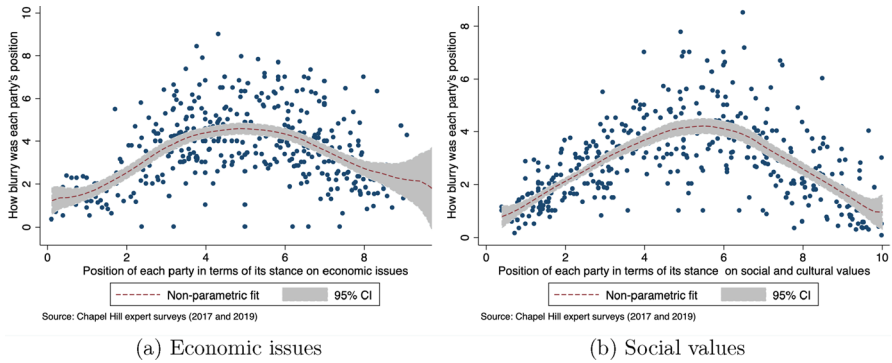 How blurry was each party's position
10
8
6
4
2
0
0 2 4 6 8
Position of each party in terms of its stance on economic issues
Non-parametric fit 95% CI
Source: Chapel Hill expert surveys (2017 and 2019)
(a) Economic issues
How blurry was each party's position
8
6
4
2
0
0 2 4 6 8 10
Position of each party in terms of its stance on social and cultural values
Non-parametric fit 95% CI
Source: Chapel Hill expert surveys (2017 and 2019)
(b) Social values